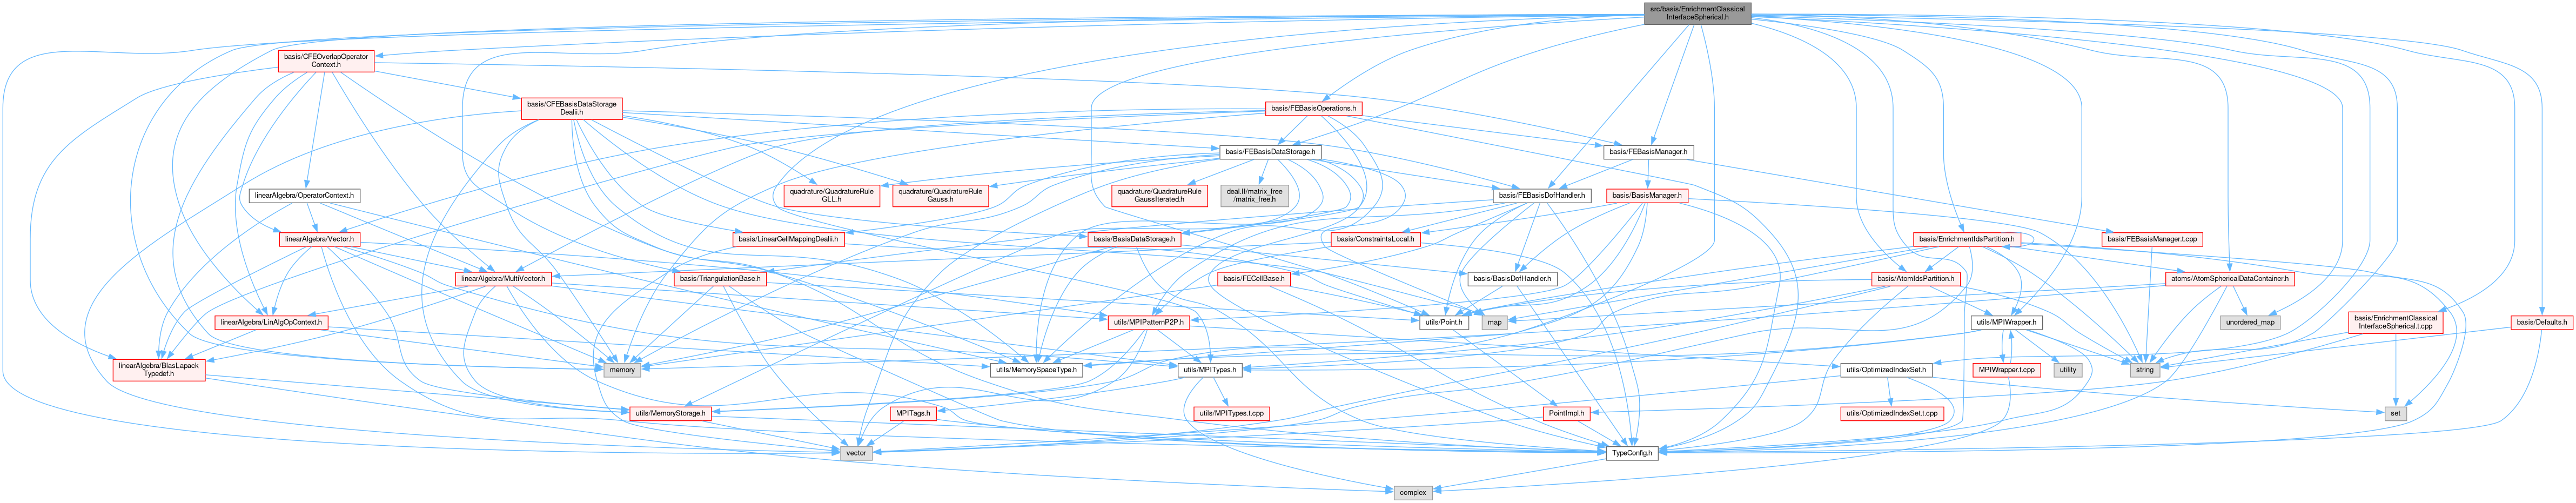 src/basis/EnrichmentClassical
InterfaceSpherical.h
basis/CFEOverlapOperator
Context.h
basis/CFEBasisDataStorage
Dealii.h
basis/FEBasisOperations.h
basis/FEBasisDataStorage.h
basis/FEBasisManager.h
quadrature/QuadratureRule
GLL.h
quadrature/QuadratureRule
Gauss.h
quadrature/QuadratureRule
GaussIterated.h
deal.II/matrix_free
/matrix_free.h
linearAlgebra/OperatorContext.h
basis/FEBasisDofHandler.h
basis/BasisManager.h
linearAlgebra/Vector.h
basis/LinearCellMappingDealii.h
basis/BasisDataStorage.h
basis/ConstraintsLocal.h
basis/EnrichmentIdsPartition.h
basis/FEBasisManager.t.cpp
linearAlgebra/MultiVector.h
basis/TriangulationBase.h
basis/FECellBase.h
basis/BasisDofHandler.h
basis/AtomIdsPartition.h
atoms/AtomSphericalDataContainer.h
linearAlgebra/LinAlgOpContext.h
utils/MPIPatternP2P.h
utils/Point.h
map
utils/MPIWrapper.h
unordered_map
basis/EnrichmentClassical
InterfaceSpherical.t.cpp
basis/Defaults.h
linearAlgebra/BlasLapack
Typedef.h
memory
utils/MemorySpaceType.h
utils/MPITypes.h
utils/OptimizedIndexSet.h
MPIWrapper.t.cpp
utility
string
utils/MemoryStorage.h
MPITags.h
utils/MPITypes.t.cpp
PointImpl.h
utils/OptimizedIndexSet.t.cpp
set
vector
TypeConfig.h
complex